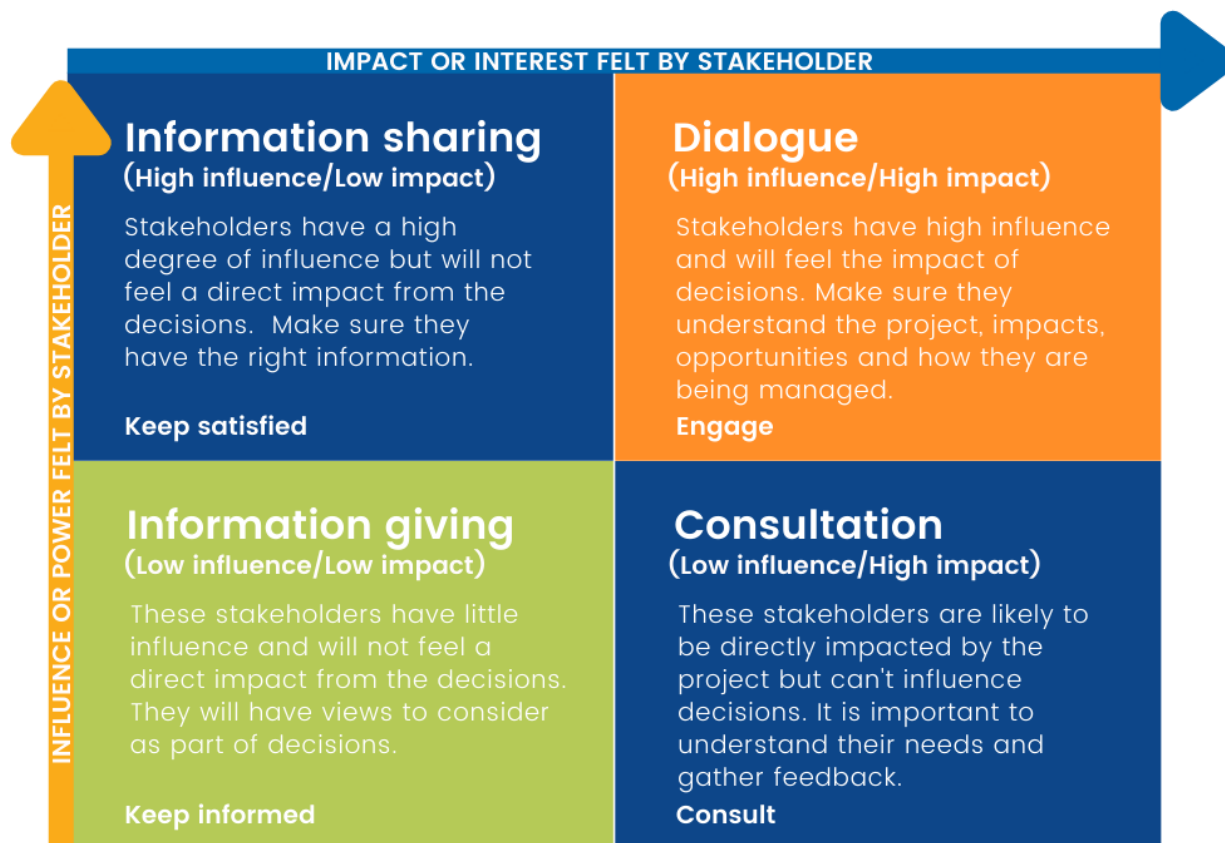 IMPACT OR INTEREST FELT BY STAKEHOLDER
INFLUENCE OR POWER FELT BY STAKEHOLDER
Information sharing
(High influence/Low impact)
Stakeholders have a high
degree of influence but will not
feel a direct impact from the
decisions.  Make sure they
have the right information.
Keep satisfied
Dialogue
(High influence/High impact)
Stakeholders have high influence
and will feel the impact of
decisions. Make sure they
understand the project, impacts,
opportunities and how they are
being managed.
Engage
Information giving
(Low influence/Low impact)
These stakeholders have little
influence and will not feel a
direct impact from the decisions.
They will have views to consider
as part of decisions.
Keep informed
Consultation
(Low influence/High impact)
These stakeholders are likely to
be directly impacted by the
project but can't influence
decisions. It is important to
understand their needs and
gather feedback.
Consult